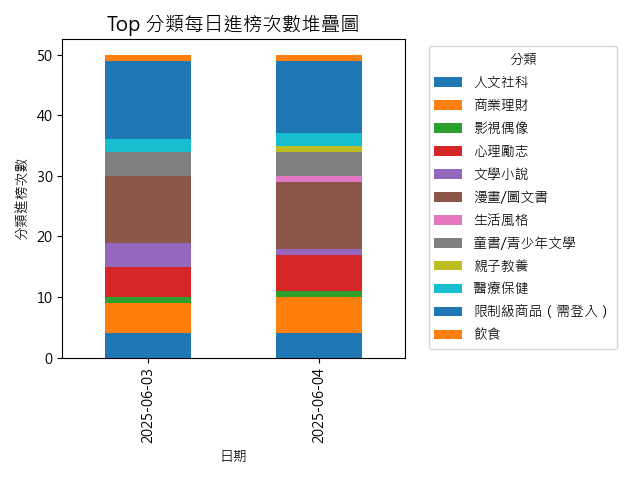 Top 分類每日進榜次數堆疊圖
分類進榜次數
50
40
30
20
10
0
2025-06-03
2025-06-04
日期
分類
人文社科
商業理財
影視偶像
心理勵志
文學小說
漫畫/圖文書
生活風格
童書/青少年文學
親子教養
醫療保健
限制級商品（需登入）
飲食